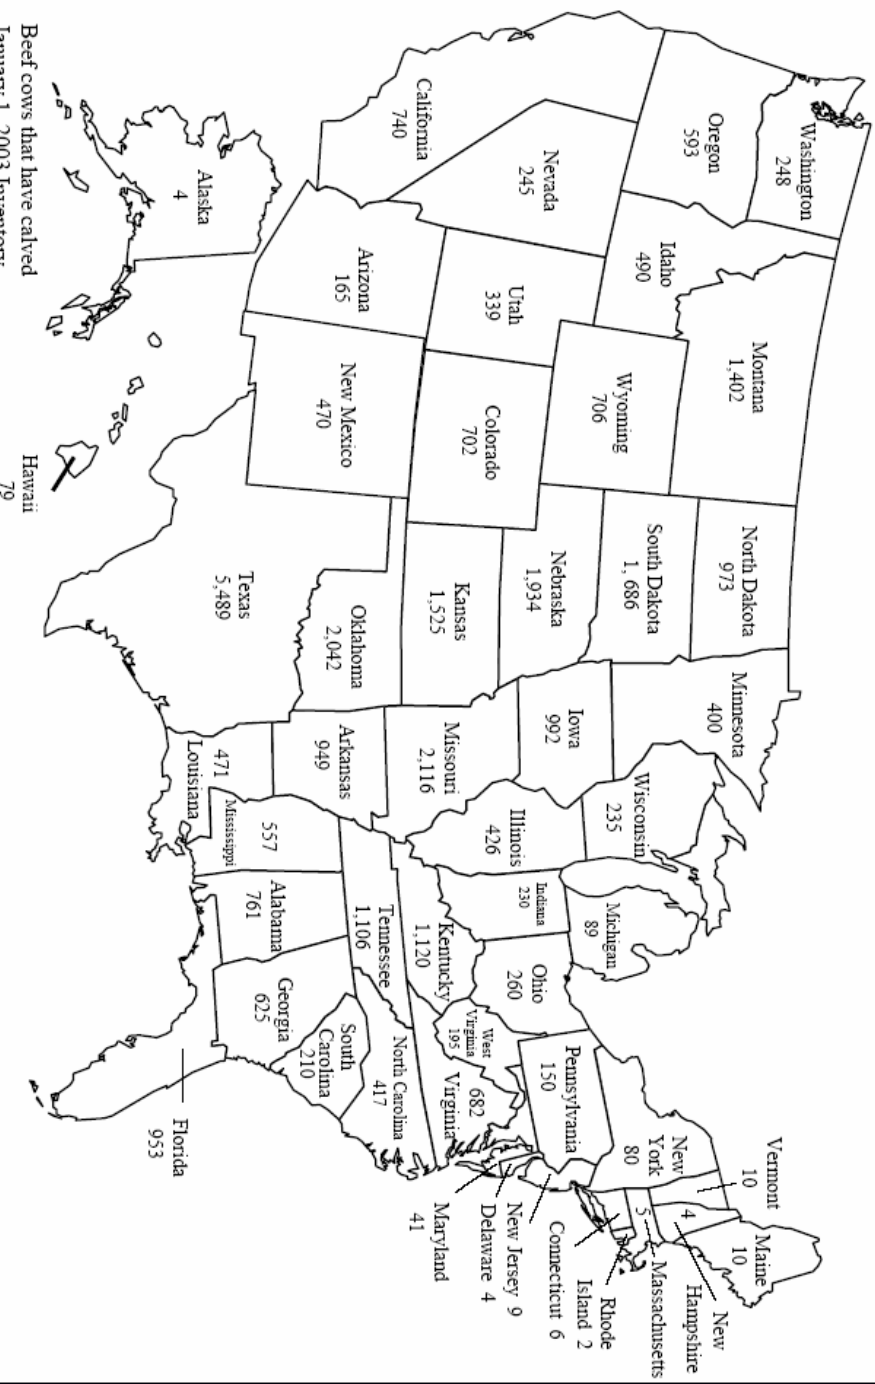 Washington
248
Oregon
593
California
740
Nevada
245
Idaho
490
Montana
1,402
Wyoming
706
Utah
339
Arizona
165
Colorado
702
New Mexico
470
North Dakota
973
South Dakota
1, 686
Nebraska
1,934
Kansas
1,525
Oklahoma
2,042
Texas
5,489
Minnesota
400
Iowa
992
Missouri
2,116
Arkansas
949
471
Louisiana
Wisconsin
235
Illinois
426
Mississippi
557
Michigan
89
Indiana
230
Ohio
260
Kentucky
1,120
Tennessee
1,106
Alabama
761
Georgia
625
Florida
953
South
Carolina
210
North Carolina
417
682
Virginia
West
Virginia
195
Pennsylvania
150
New
York
80
Vermont
10
Maine
10
4
New
Hampshire
5
Massachusetts
Rhode
Island 2
Connecticut 6
New Jersey 9
Delaware 4
Maryland
41
Alaska
4
Hawaii
79
Beef cows that have calved
January 1, 2003 Inventory